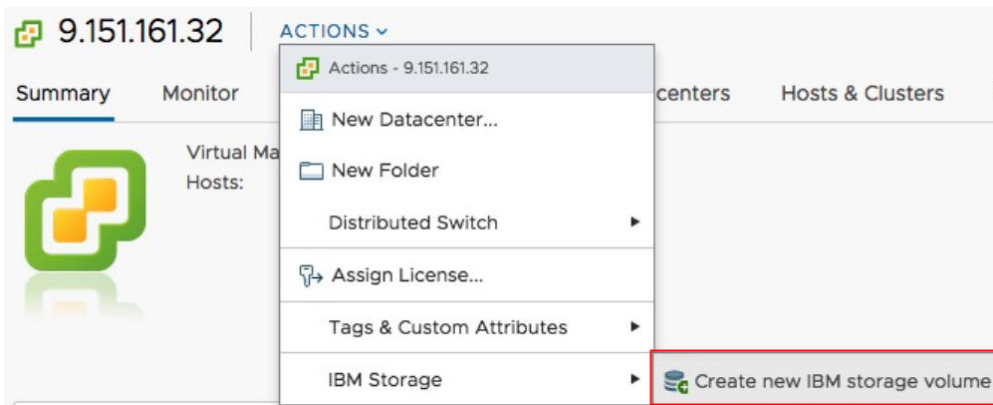 9.151.161.32
ACTIONS
Actions - 9.151.161.32
Summary
Monitor
centers
Hosts & Clusters
New Datacenter...
Virtual Ma
Hosts:
New Folder
Distributed Switch
Assign License...
Tags & Custom Attributes
IBM Storage
Create new IBM storage volume